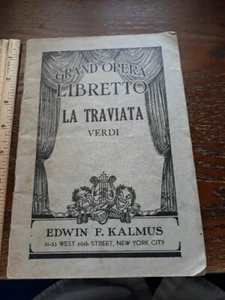 GRAND OPERA
LIBRETTO
LA TRAVIATA
VERDI
EDWIN F. KALMUS
WEST STREET, NEW YORK CITY